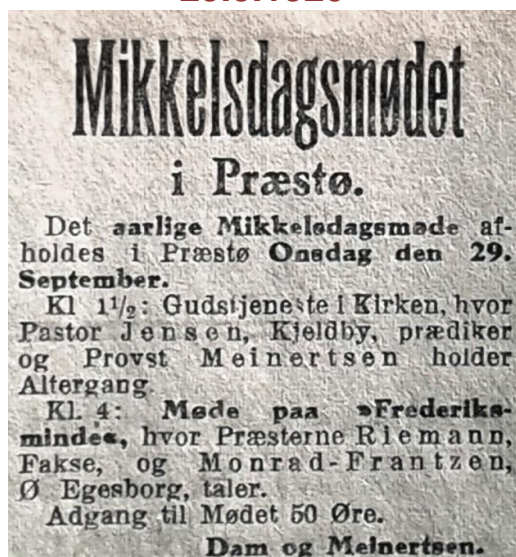 Mikkelsdagsmødet
i Præstø.
Det aarlige Mikkelsdagsmøde af-
holdes i Præstø Onsdag den 29.
September.
Kl 1½: Gudstjeneste i Kirken, hvor
Pastor Jensen, Kjeldby, prædiker
og Provst Meinertsen holder
Altergang.
Kl. 4: Møde paa »Frederiks-
minde«, hvor Præsterne Riemann,
Fakse, og Monrad-Frantzen,
Ø Egesborg, taler.
Adgang til Mødet 50 Øre.
Dam og Meinertsen.